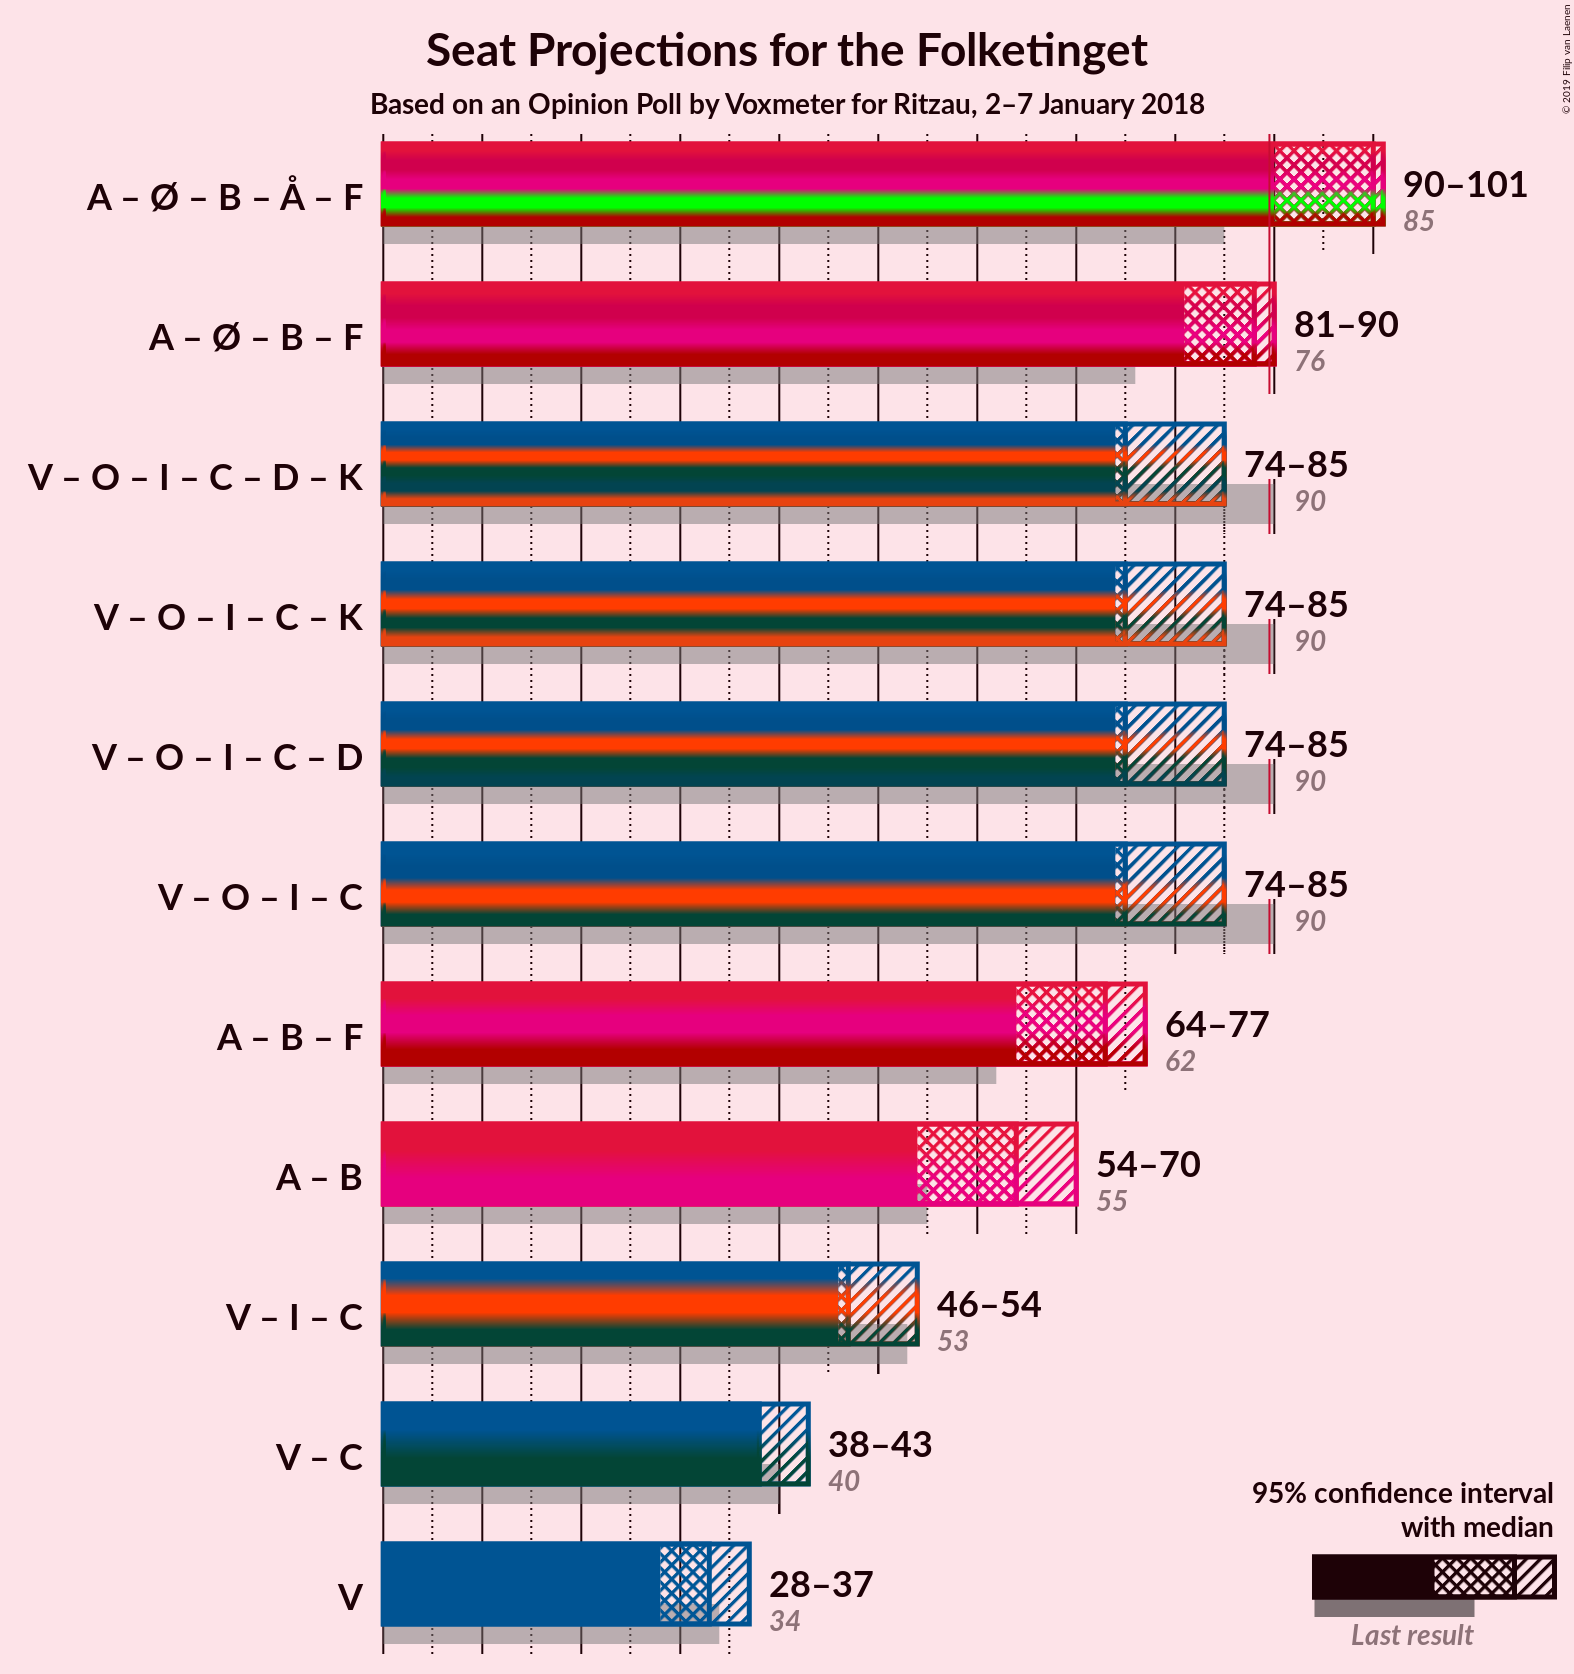 Seat Projections for the Folketinget
Based on an Opinion Poll by Voxmeter for Ritzau, 2–7 January 2018
© 2019 Filip van Laenen
A – Ø – B – Å – F
90–101
85
A – Ø – B – F
81–90
76
V – O – I – C – D – K
74–85
90
V – O – I – C – K
74–85
90
V – O – I – C – D
74–85
90
V – O – I – C
74–85
90
A – B – F
64–77
62
A – B
54–70
55
V – I – C
46–54
53
V – C
38–43
40
V
28–37
34
95% confidence interval
with median
Last result